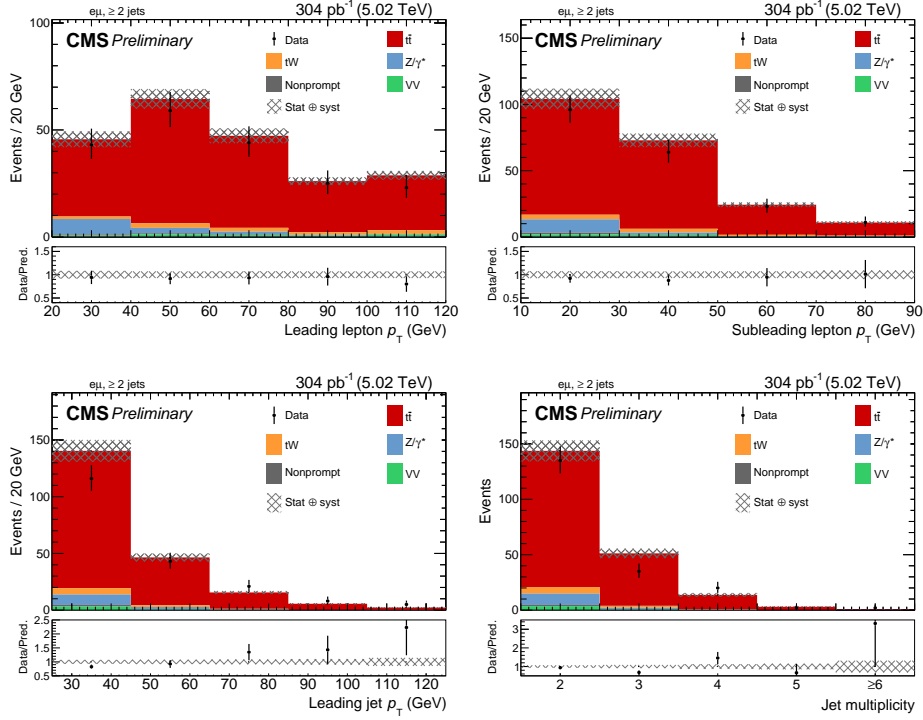 eμ, ≥ 2 jets 304 pb⁻¹ (5.02 TeV)
CMS Preliminary
Data
tt̄
tW
Z/γ*
Nonprompt
VV
Stat ⊕ syst
Events / 20 GeV
100
50
0
Data/Pred.
1.5
1
0.5
20 30 40 50 60 70 80 90 100 110 120
Leading lepton p_T (GeV)
eμ, ≥ 2 jets 304 pb⁻¹ (5.02 TeV)
CMS Preliminary
Data
tt̄
tW
Z/γ*
Nonprompt
VV
Stat ⊕ syst
Events / 20 GeV
150
100
50
0
Data/Pred.
1.5
1
0.5
10 20 30 40 50 60 70 80 90
Subleading lepton p_T (GeV)
eμ, ≥ 2 jets 304 pb⁻¹ (5.02 TeV)
CMS Preliminary
Data
tt̄
tW
Z/γ*
Nonprompt
VV
Stat ⊕ syst
Events / 20 GeV
150
100
50
0
Data/Pred.
2.5
2
1.5
1
0.5
30 40 50 60 70 80 90 100 110 120
Leading jet p_T (GeV)
eμ, ≥ 2 jets 304 pb⁻¹ (5.02 TeV)
CMS Preliminary
Data
tt̄
tW
Z/γ*
Nonprompt
VV
Stat ⊕ syst
Events
150
100
50
0
Data/Pred.
3
2
1
2 3 4 5 ≥6
Jet multiplicity